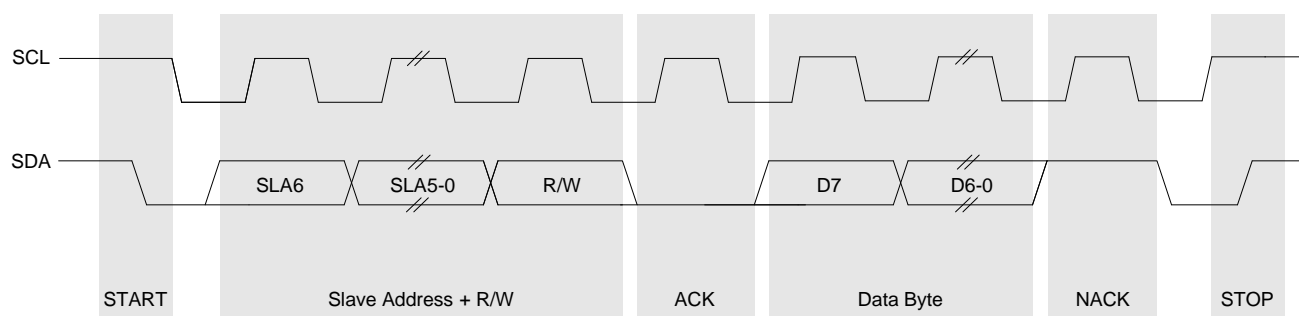 SCL
SDA
SLA6 SLA5-0 R/W D7 D6-0
START Slave Address + R/W ACK Data Byte NACK STOP